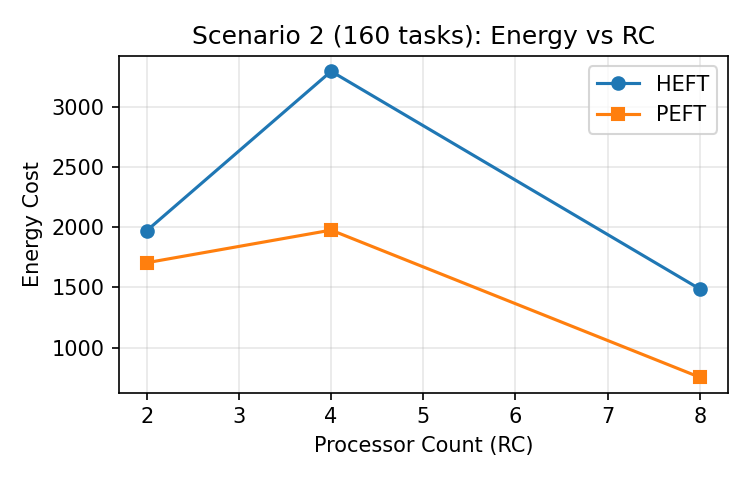 Scenario 2 (160 tasks): Energy vs RC
HEFT
PEFT
3000
2500
2000
1500
1000
Energy Cost
2 3 4 5 6 7 8
Processor Count (RC)